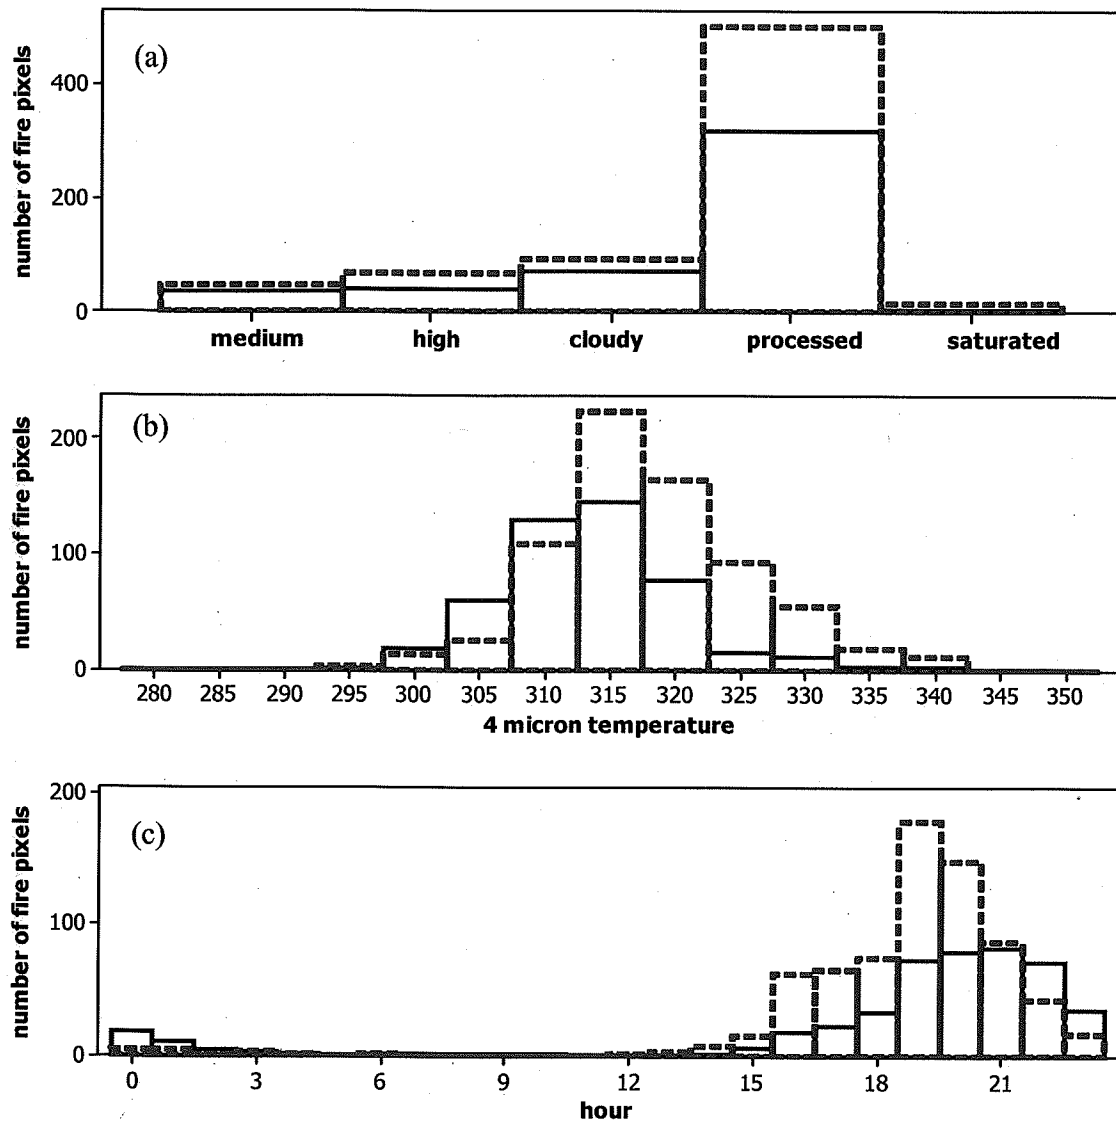 (a)
number of fire pixels
400
200
0
medium high cloudy processed saturated
(b)
number of fire pixels
200
100
0
280 285 290 295 300 305 310 315 320 325 330 335 340 345 350
4 micron temperature
(c)
number of fire pixels
200
100
0
0 3 6 9 12 15 18 21
hour